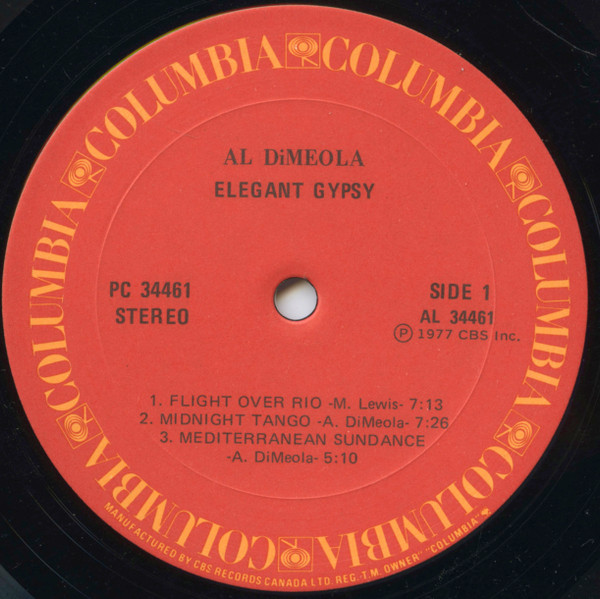 COLUMBIA COLUMBIA COLUMBIA COLUMBIA COLUMBIA COLUMBIA
AL DiMEOLA
ELEGANT GYPSY
PC 34461
STEREO
SIDE 1
AL 34461
Ⓟ 1977 CBS Inc.
1. FLIGHT OVER RIO -M. Lewis- 7:13
2. MIDNIGHT TANGO -A. DiMeola- 7:26
3. MEDITERRANEAN SUNDANCE
-A. DiMeola- 5:10
MANUFACTURED BY CBS RECORDS CANADA LTD. REG.-T.M. OWNER "COLUMBIA"